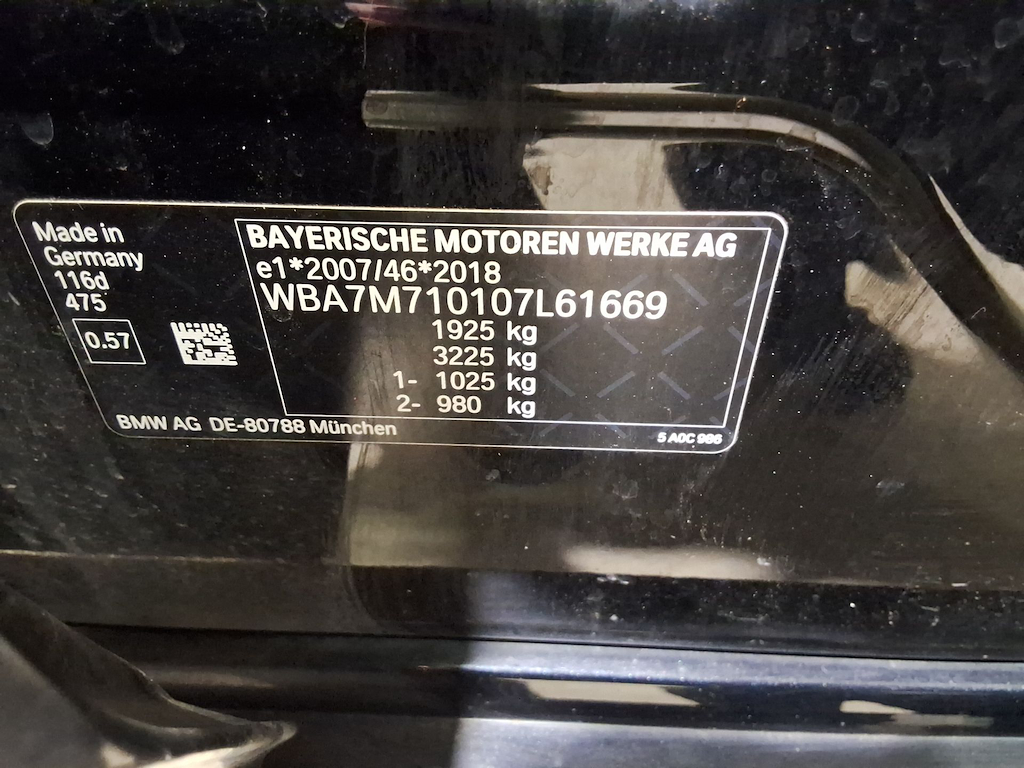 Made in
Germany
116d
475
0.57
BAYERISCHE MOTOREN WERKE AG
e1*2007/46*2018
WBA7M710107L61669
1925 kg
3225 kg
1- 1025 kg
2- 980 kg
BMW AG DE-80788 München
5 A0C 986